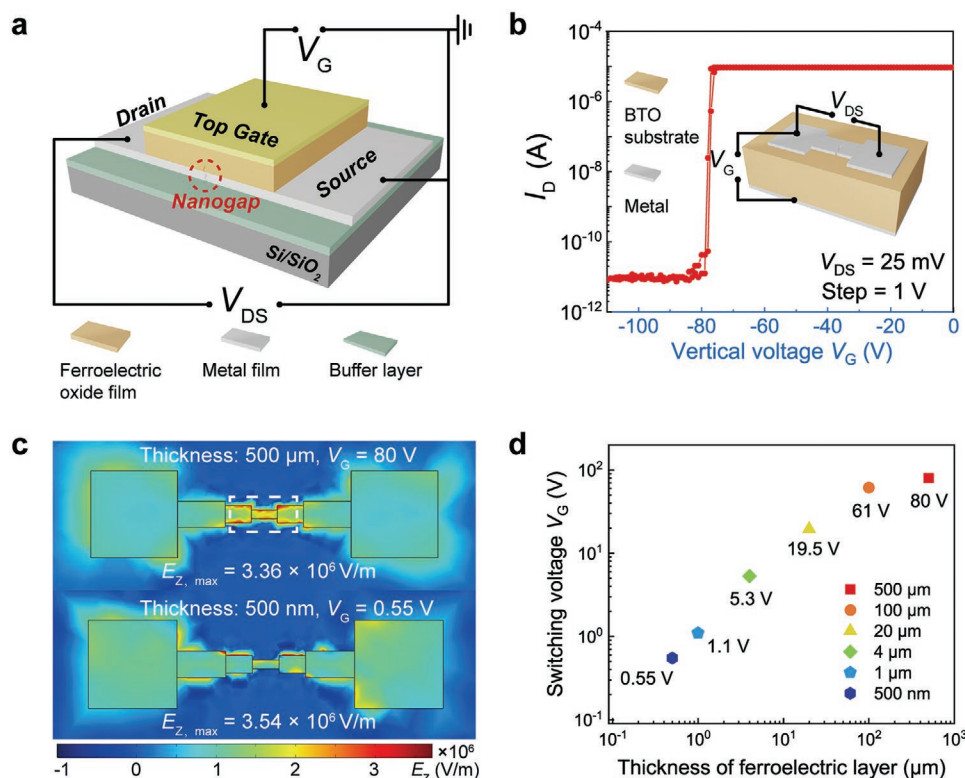 a
V_G
Drain
Top Gate
Source
Nanogap
Si/SiO₂
V_DS
Ferroelectric
oxide film
Metal film
Buffer layer
b
I_D (A)
10⁻⁴
10⁻⁶
10⁻⁸
10⁻¹⁰
10⁻¹²
BTO
substrate
Metal
V_DS
V_G
V_DS = 25 mV
Step = 1 V
-100 -80 -60 -40 -20 0
Vertical voltage V_G (V)
c
Thickness: 500 μm, V_G = 80 V
E_Z, max = 3.36 × 10⁶ V/m
Thickness: 500 nm, V_G = 0.55 V
E_Z, max = 3.54 × 10⁶ V/m
×10⁶
-1 0 1 2 3 E_Z (V/m)
d
Switching voltage V_G (V)
10²
10¹
10⁰
10⁻¹
80 V
61 V
19.5 V
5.3 V
1.1 V
0.55 V
500 μm
100 μm
20 μm
4 μm
1 μm
500 nm
10⁻¹ 10⁰ 10¹ 10² 10³
Thickness of ferroelectric layer (μm)